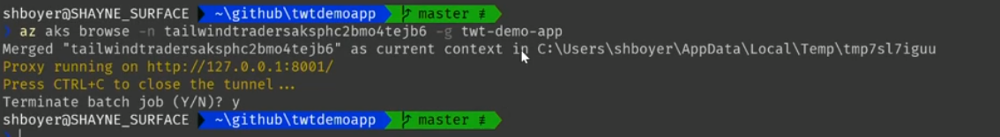 shboyer@SHAYNE_SURFACE ~\github\twtdemoapp master ≢
> az aks browse -n tailwindtradersaksphc2bmo4tejb6 -g twt-demo-app
Merged "tailwindtradersaksphc2bmo4tejb6" as current context in C:\Users\shboyer\AppData\Local\Temp\tmp7sl7iguu
Proxy running on http://127.0.0.1:8001/
Press CTRL+C to close the tunnel...
Terminate batch job (Y/N)? y
shboyer@SHAYNE_SURFACE ~\github\twtdemoapp master ≢
>